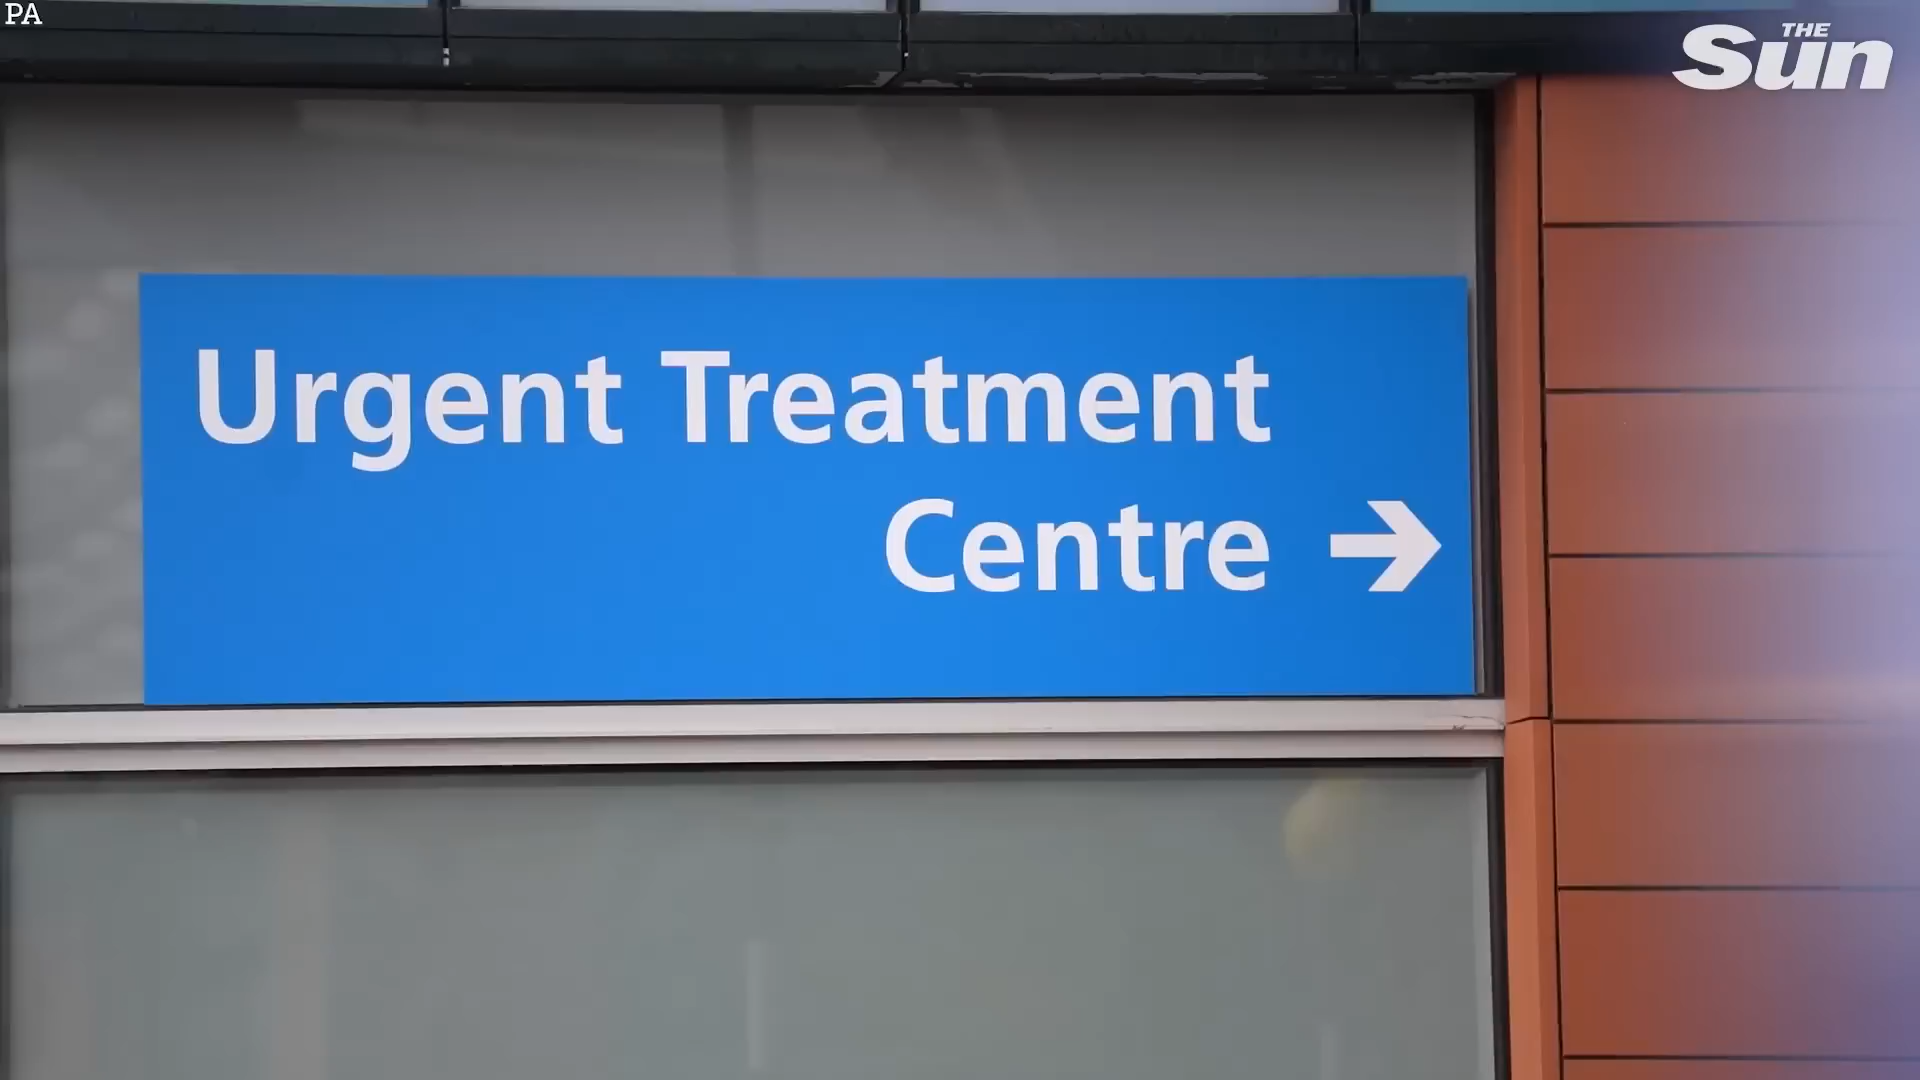 PA
THE
Sun
Urgent Treatment
Centre →